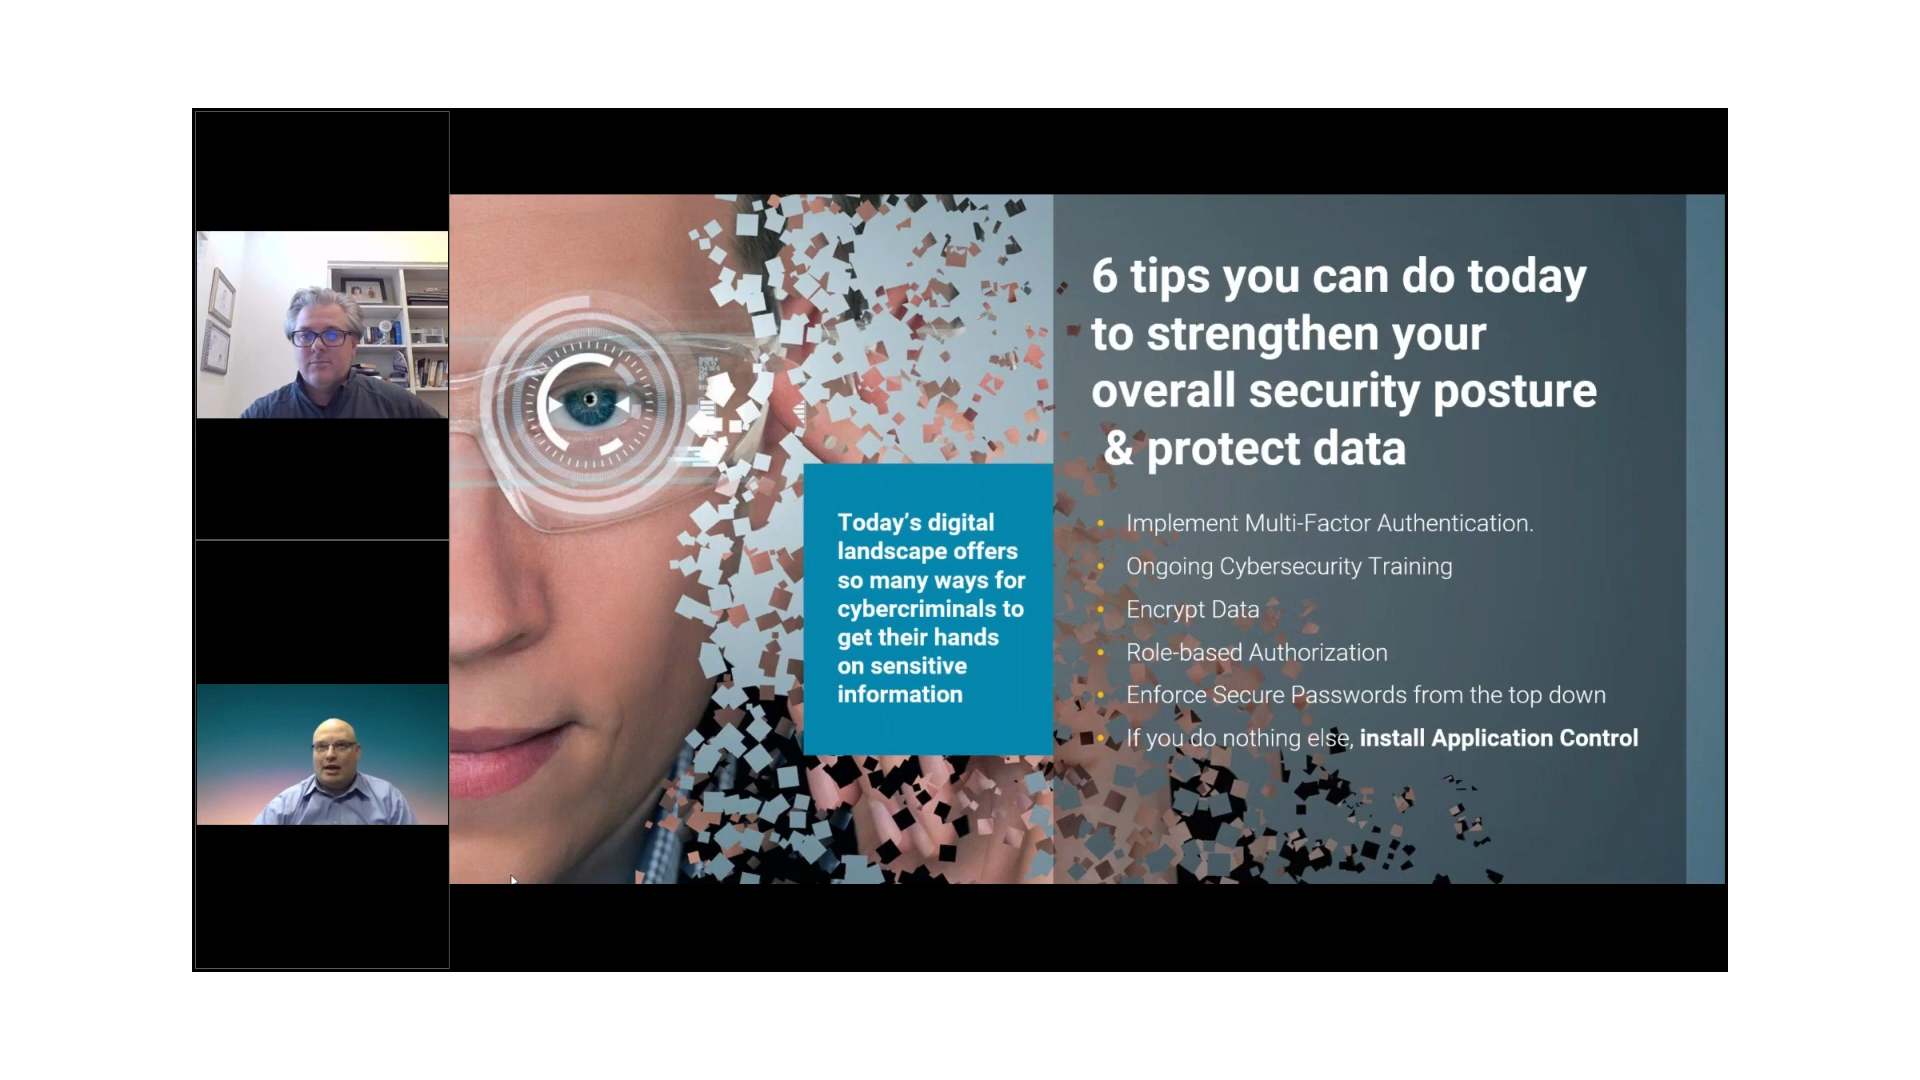 6 tips you can do today
to strengthen your
overall security posture
& protect data
Today’s digital
landscape offers
so many ways for
cybercriminals to
get their hands
on sensitive
information
• Implement Multi-Factor Authentication.
• Ongoing Cybersecurity Training
• Encrypt Data
• Role-based Authorization
• Enforce Secure Passwords from the top down
• If you do nothing else, install Application Control